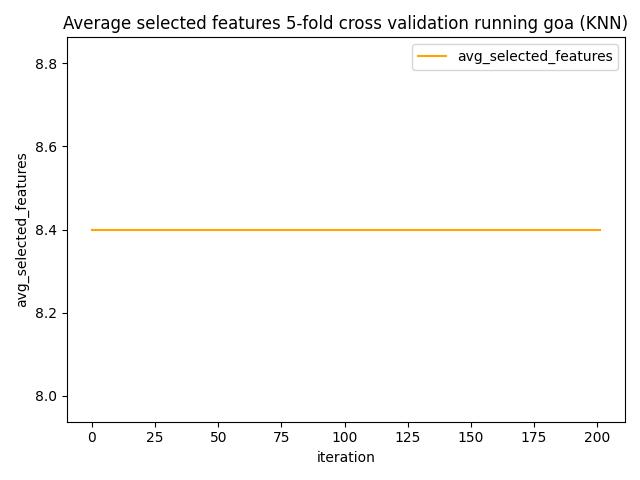 Average selected features 5-fold cross validation running goa (KNN)
avg_selected_features
8.8
8.6
8.4
8.2
8.0
avg_selected_features
0 25 50 75 100 125 150 175 200
iteration